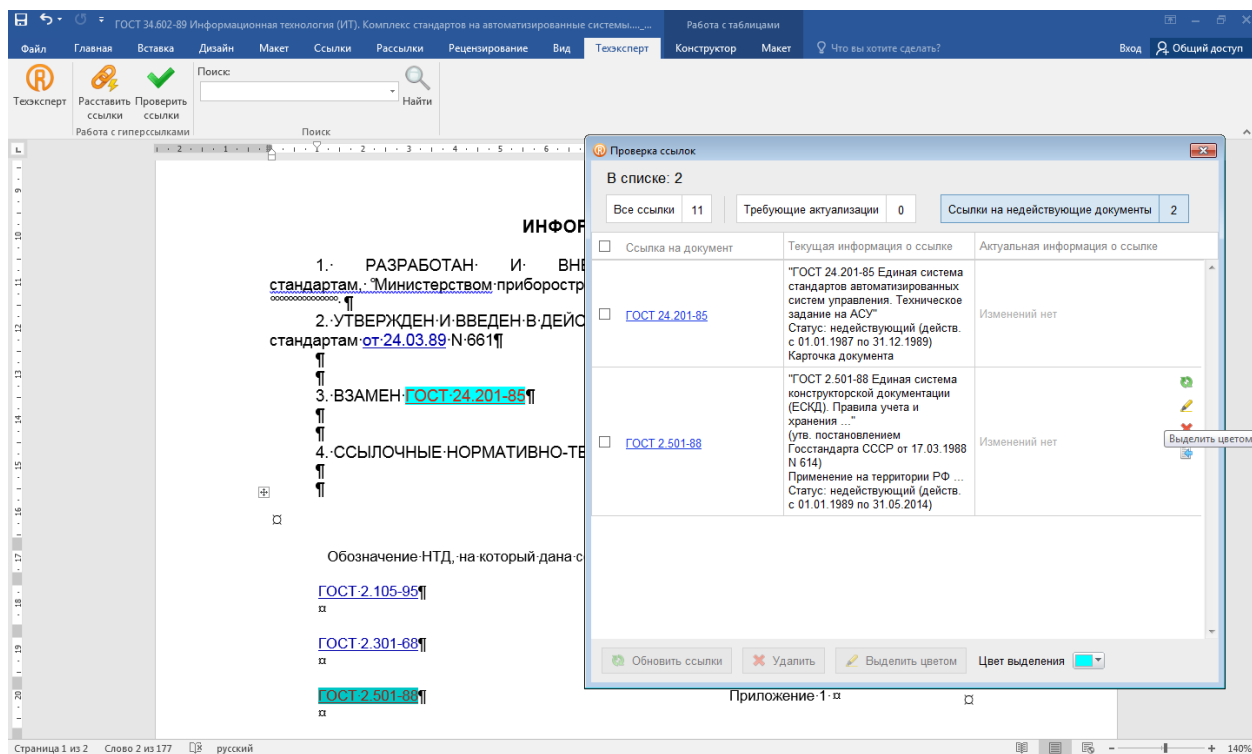 ГОСТ 34.602-89 Информационная технология (ИТ). Комплекс стандартов на автоматизированные системы...._...
Работа с таблицами
Файл Главная Вставка Дизайн Макет Ссылки Рассылки Рецензирование Вид Техэксперт Конструктор Макет Что вы хотите сделать? Вход Общий доступ
Поиск:
Техэксперт
Расставить ссылки
Проверить ссылки
Найти
Работа с гиперссылками
Поиск
ИНФОР
1.· РАЗРАБОТАН· И· ВНЕ
стандартам,·°Министерством·приборостр
2.·УТВЕРЖДЕН·И·ВВЕДЕН·В·ДЕЙС
стандартам·от·24.03.89·N·661¶
¶
¶
3.·ВЗАМЕН·ГОСТ·24.201-85¶
¶
¶
4.·ССЫЛОЧНЫЕ·НОРМАТИВНО-ТЕ
¶
¶
Обозначение·НТД,·на·который·дана·с
ГОСТ·2.105-95¶
¤
ГОСТ·2.301-68¶
¤
ГОСТ·2.501-88¶
¤
Приложение·1·¤
¤
Проверка ссылок
В списке: 2
Все ссылки 11 Требующие актуализации 0 Ссылки на недействующие документы 2
Ссылка на документ Текущая информация о ссылке Актуальная информация о ссылке
ГОСТ 24.201-85
"ГОСТ 24.201-85 Единая система
стандартов автоматизированных
систем управления. Техническое
задание на АСУ"
Статус: недействующий (действ.
с 01.01.1987 по 31.12.1989)
Карточка документа
Изменений нет
ГОСТ 2.501-88
"ГОСТ 2.501-88 Единая система
конструкторской документации
(ЕСКД). Правила учета и
хранения ..."
(утв. постановлением
Госстандарта СССР от 17.03.1988
N 614)
Применение на территории РФ ...
Статус: недействующий (действ.
с 01.01.1989 по 31.05.2014)
Изменений нет
Выделить цветом
Обновить ссылки Удалить Выделить цветом Цвет выделения
Страница 1 из 2 Слово 2 из 177 русский 140%